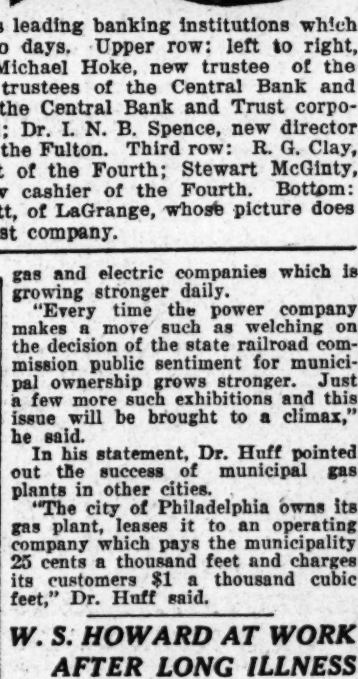 leading banking institutions which
days. Upper row: left to right,
Michael Hoke, new trustee of the
trustees of the Central Bank and
the Central Bank and Trust corpo-
; Dr. I. N. B. Spence, new director
the Fulton. Third row: R. G. Clay,
of the Fourth; Stewart McGinty,
cashier of the Fourth. Bottom:
of LaGrange, whose picture does
st company.
gas and electric companies which is
growing stronger daily.
"Every time the power company
makes a move such as welching on
the decision of the state railroad com-
mission public sentiment for munici-
pal ownership grows stronger. Just
a few more such exhibitions and this
issue will be brought to a climax,"
he said.
In his statement, Dr. Huff pointed
out the success of municipal gas
plants in other cities.
"The city of Philadelphia owns its
gas plant, leases it to an operating
company which pays the municipality
25 cents a thousand feet and charges
its customers $1 a thousand cubic
feet," Dr. Huff said.
W. S. HOWARD AT WORK
AFTER LONG ILLNESS